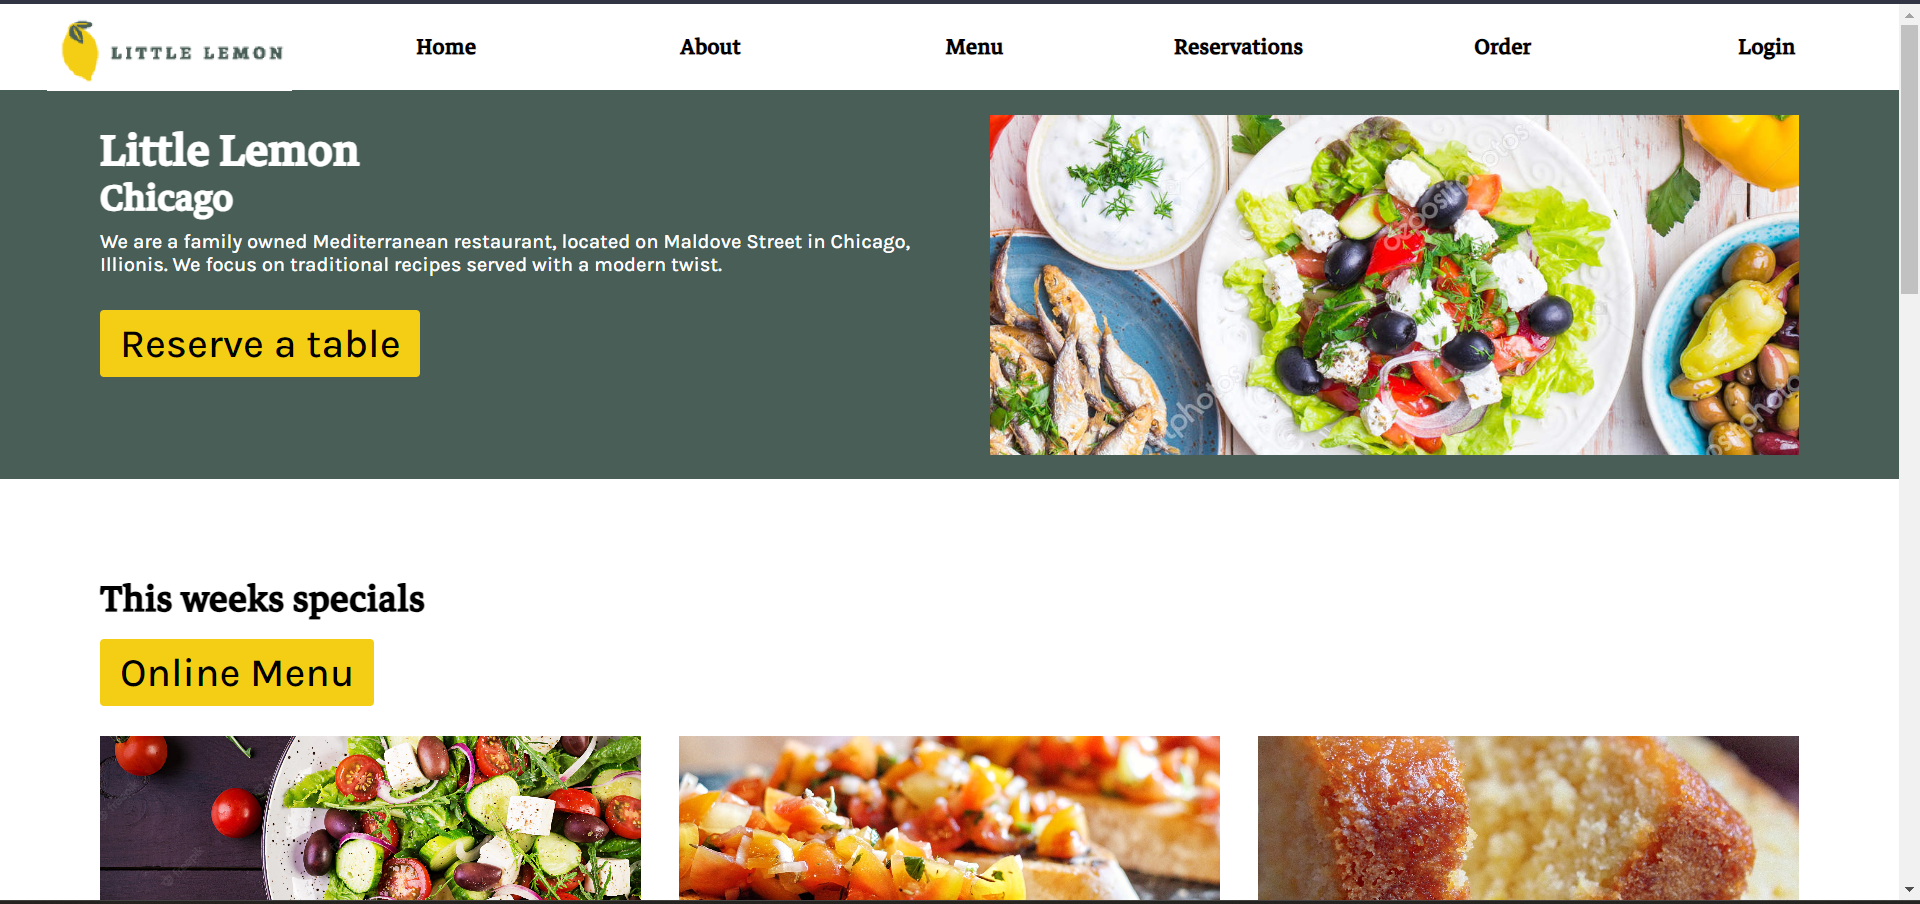 LITTLE LEMON
Home
About
Menu
Reservations
Order
Login
Little Lemon
Chicago
We are a family owned Mediterranean restaurant, located on Maldove Street in Chicago,
Illionis. We focus on traditional recipes served with a modern twist.
Reserve a table
depositphotos
This weeks specials
Online Menu